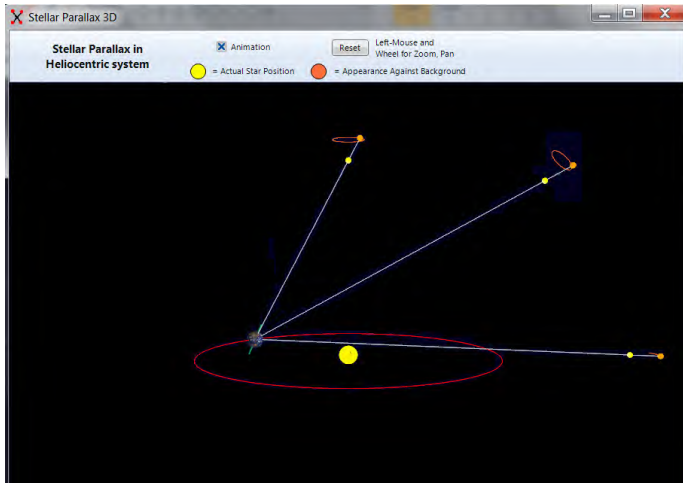 Stellar Parallax 3D
Stellar Parallax in
Heliocentric system
Animation
Reset
Left-Mouse and
Wheel for Zoom, Pan
= Actual Star Position
= Appearance Against Background